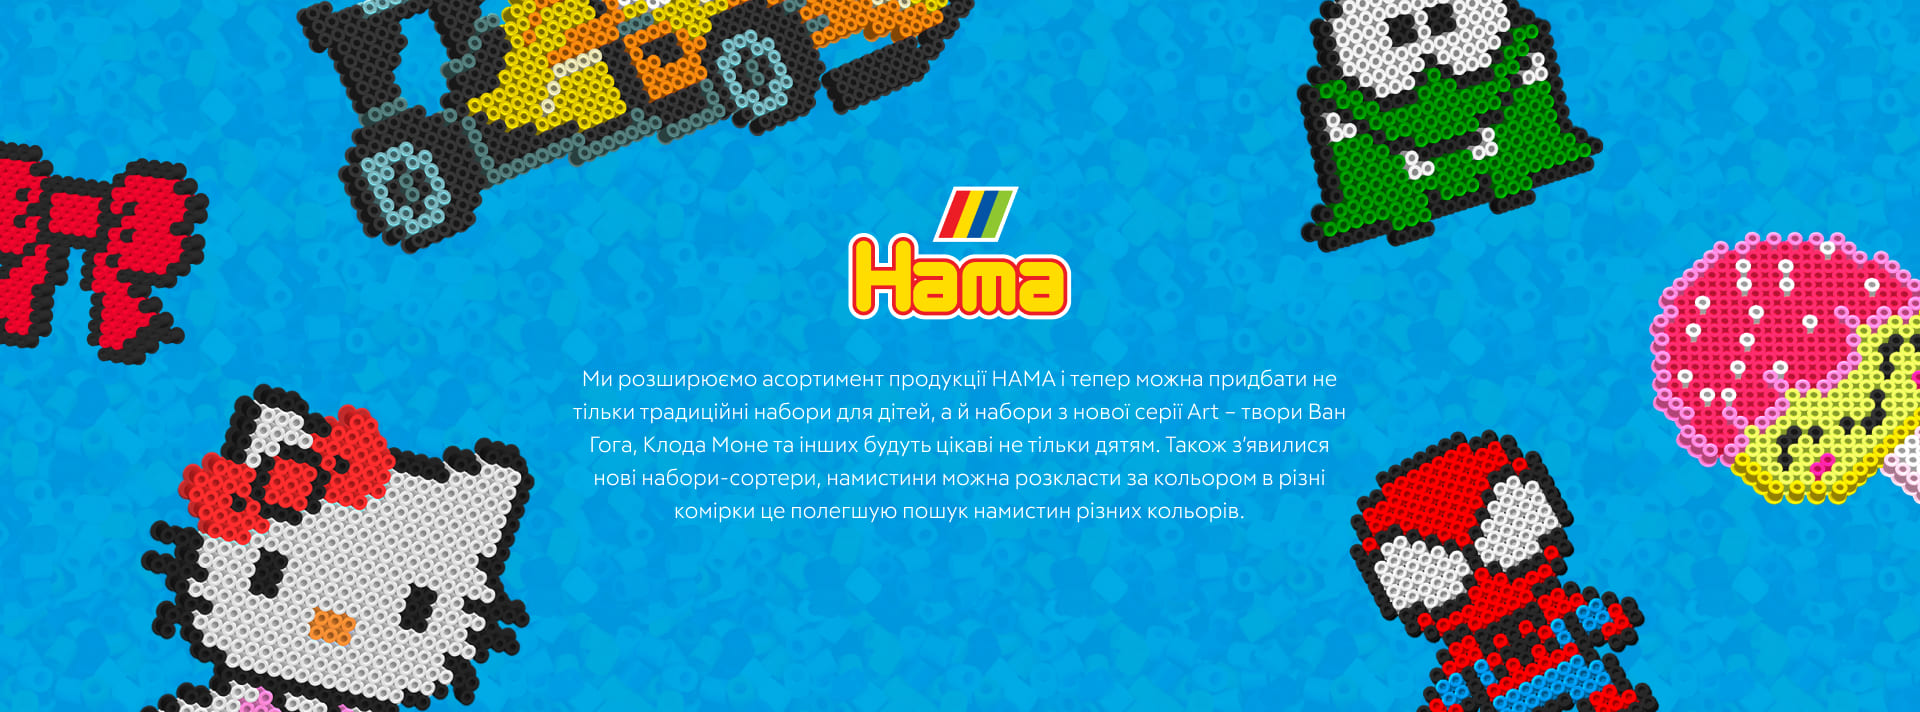 Hama
Ми розширюємо асортимент продукції HAMA і тепер можна придбати не
тільки традиційні набори для дітей, а й набори з нової серії Art – твори Ван
Гога, Клода Моне та інших будуть цікаві не тільки дятям. Також з’явилися
нові набори-сортери, намистини можна розкласти за кольором в різні
комірки це полегшую пошук намистин різних кольорів.